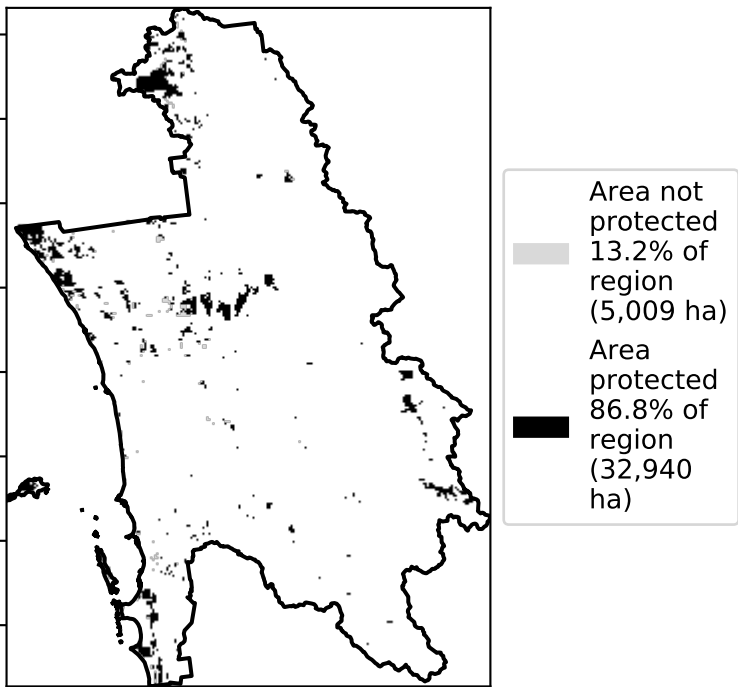 Area not
protected
13.2% of
region
(5,009 ha)
Area
protected
86.8% of
region
(32,940
ha)